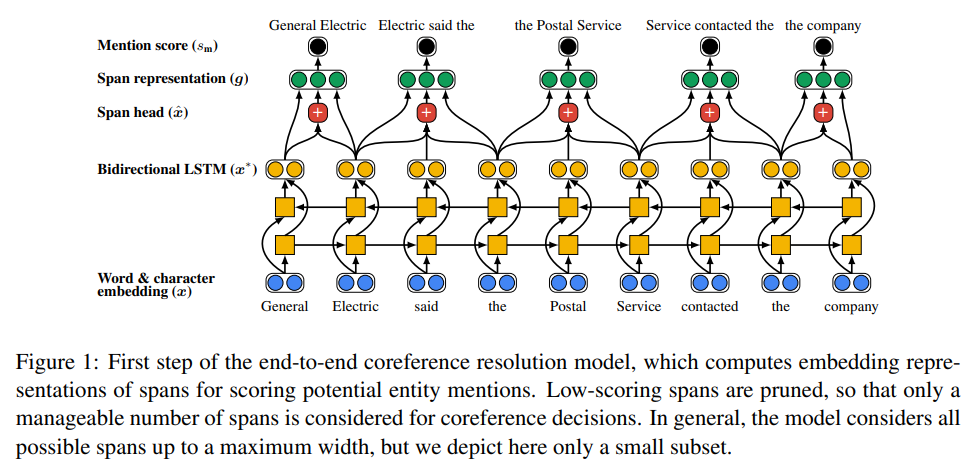 General Electric Electric said the the Postal Service Service contacted the the company
Mention score (sₘ)
Span representation (g)
+ + + + +
Span head (x̂)
Bidirectional LSTM (x*)
Word & character
embedding (x)
General Electric said the Postal Service contacted the company
Figure 1: First step of the end-to-end coreference resolution model, which computes embedding repre-
sentations of spans for scoring potential entity mentions. Low-scoring spans are pruned, so that only a
manageable number of spans is considered for coreference decisions. In general, the model considers all
possible spans up to a maximum width, but we depict here only a small subset.